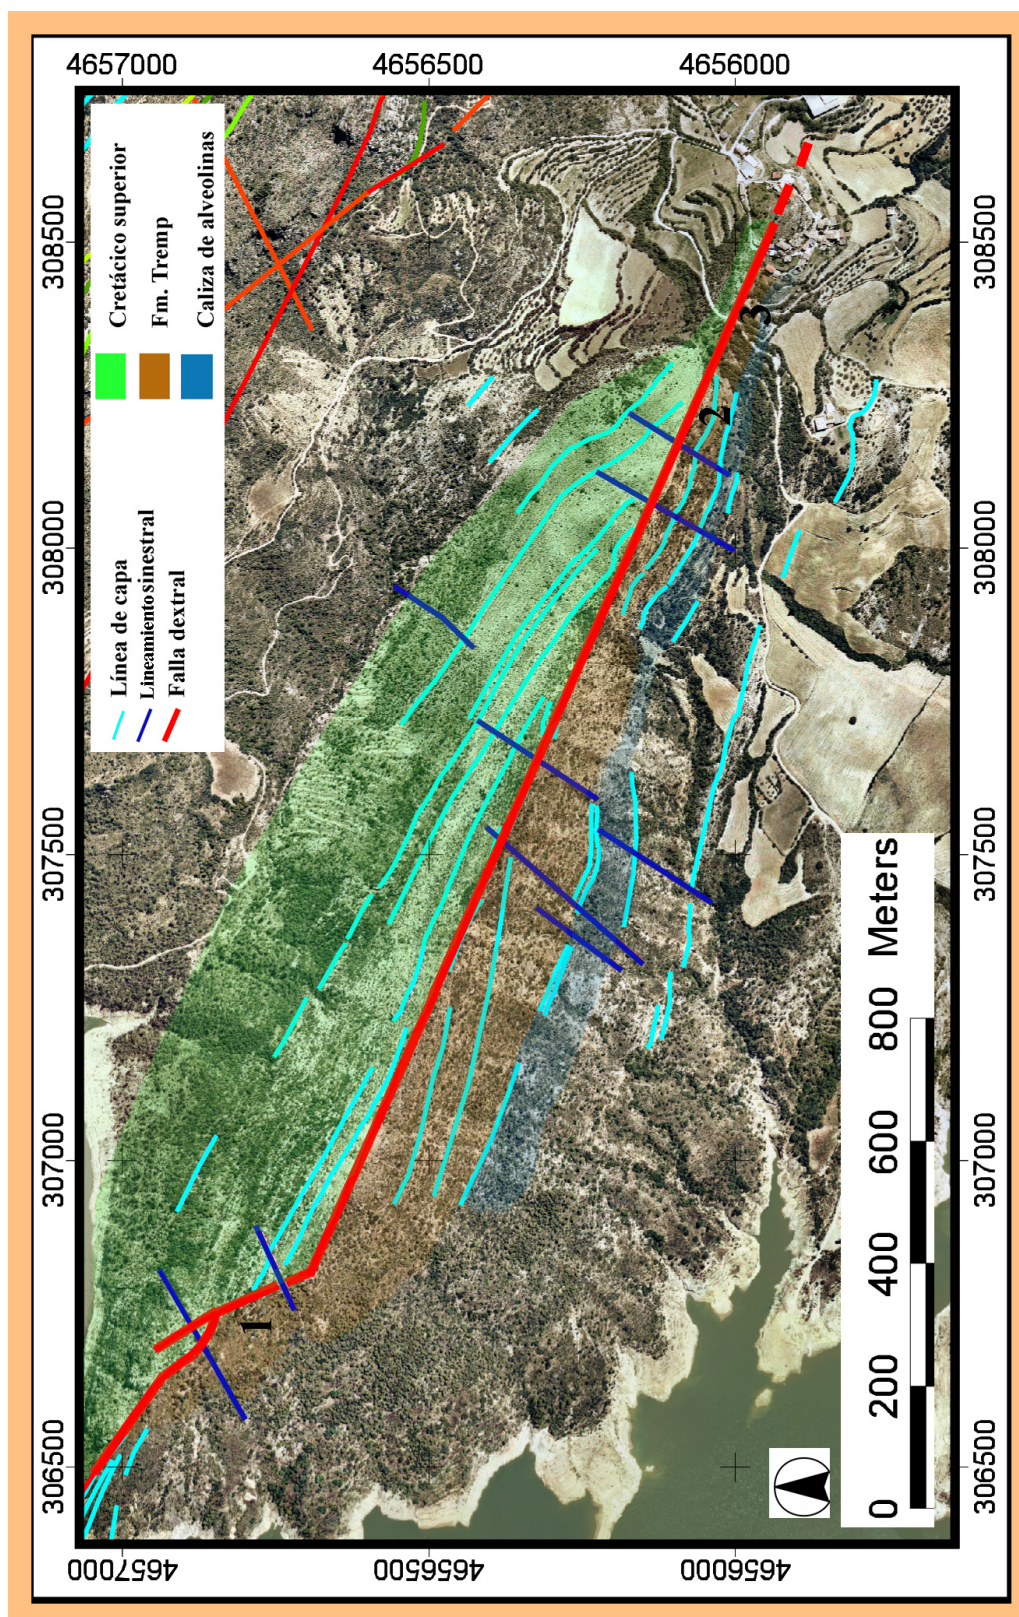 4657000
4656500
4656000
Cretácico superior
Fm. Tremp
Caliza de alveolinas
Línea de capa
Lineamiento sinestral
Falla dextral
308500
308000
307500
307000
306500
308500
308000
307500
307000
306500
1
2
3
0 200 400 600 800 Meters
4657000
4656500
4656000